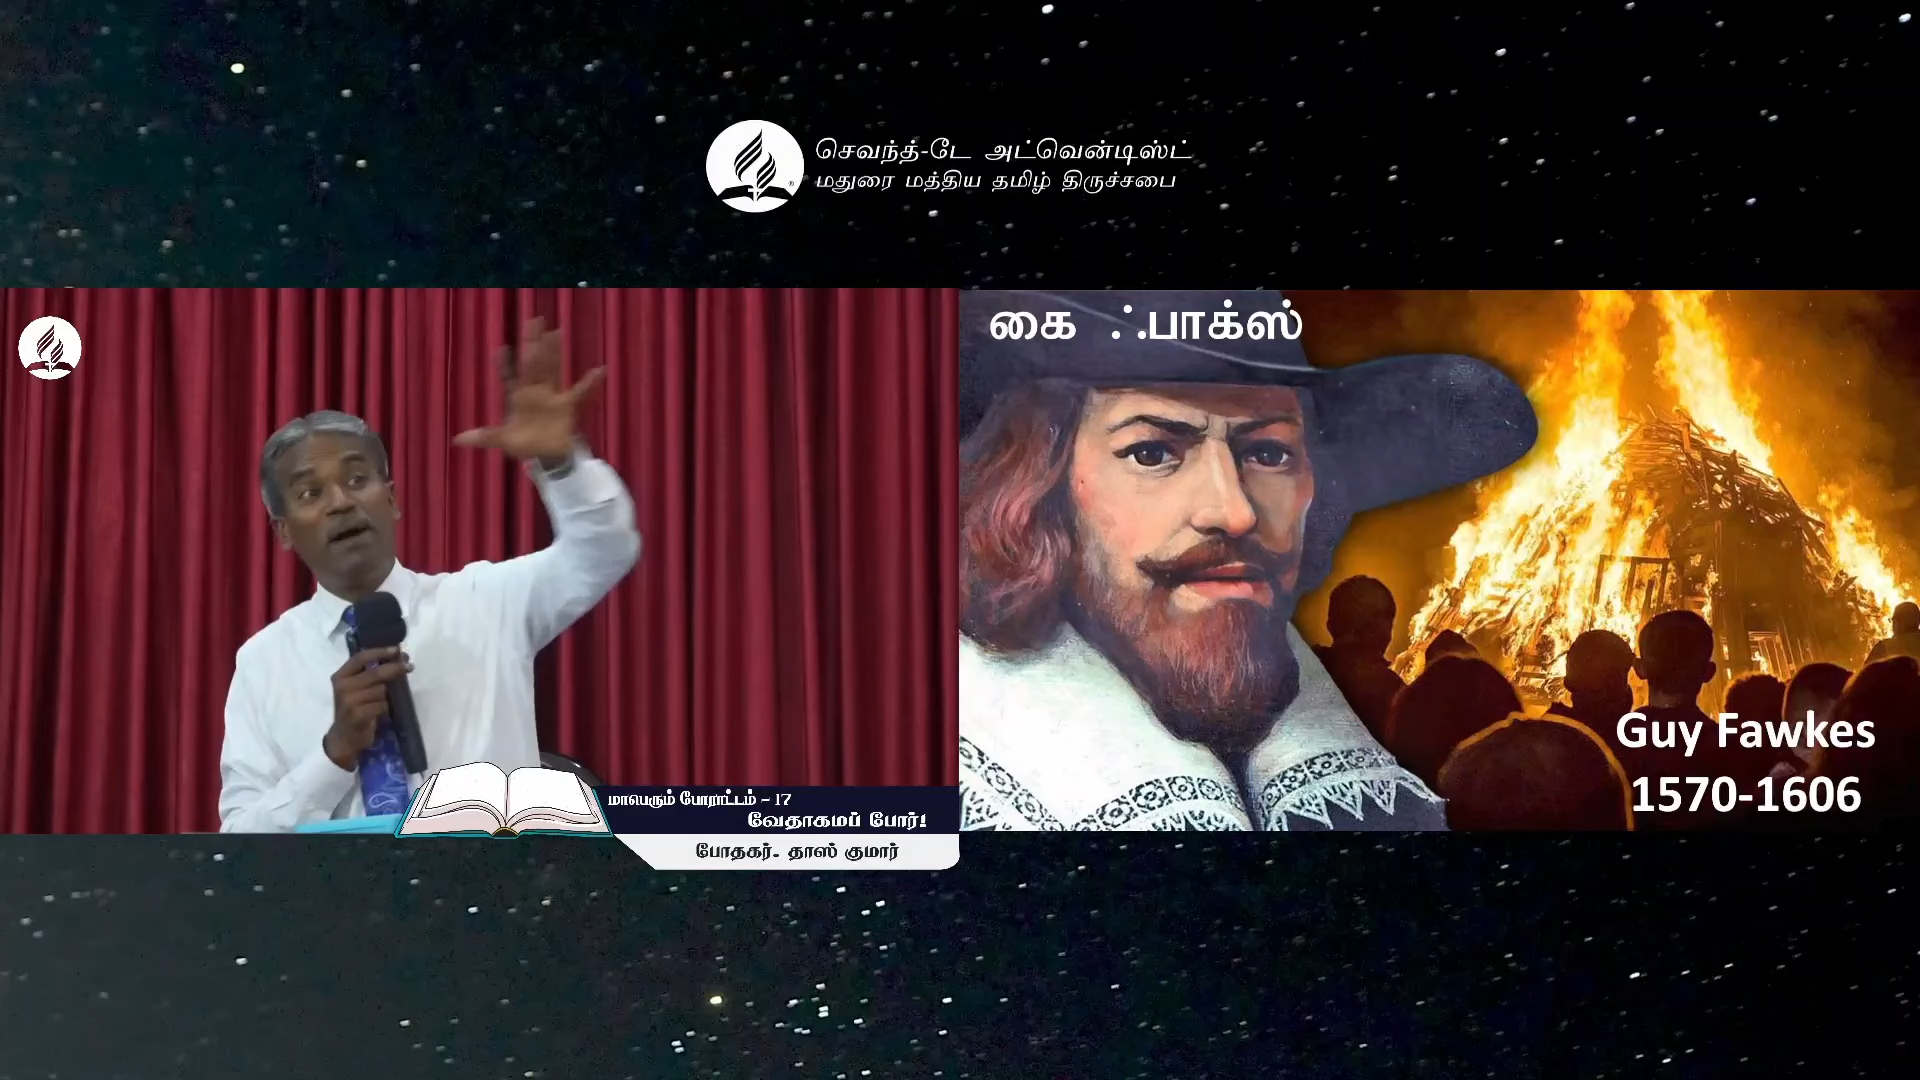 செவந்த்-டே அட்வென்டிஸ்ட்
மதுரை மத்திய தமிழ் திருச்சபை
கை ஃபாக்ஸ்
Guy Fawkes
1570-1606
மாபெரும் போராட்டம் - 17
வேதாகமப் போர்!
போதகர். தாஸ் குமார்